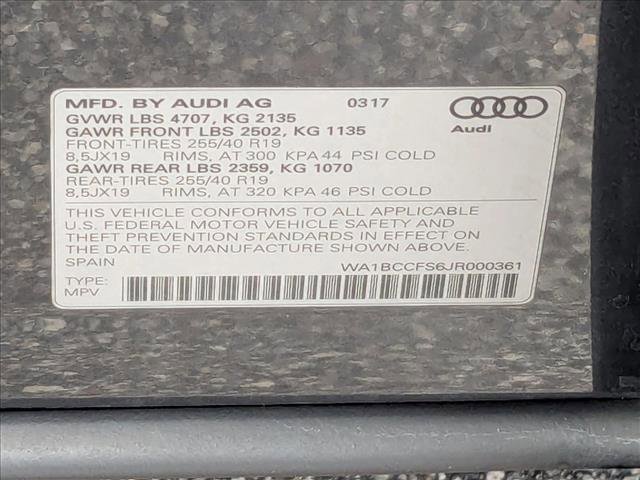 MFD. BY AUDI AG 0317
GVWR LBS 4707, KG 2135
GAWR FRONT LBS 2502, KG 1135
Audi
FRONT-TIRES 255/40 R19
8,5JX19 RIMS, AT 300 KPA 44 PSI COLD
GAWR REAR LBS 2359, KG 1070
REAR-TIRES 255/40 R19
8,5JX19 RIMS, AT 320 KPA 46 PSI COLD
THIS VEHICLE CONFORMS TO ALL APPLICABLE
U.S. FEDERAL MOTOR VEHICLE SAFETY AND
THEFT PREVENTION STANDARDS IN EFFECT ON
THE DATE OF MANUFACTURE SHOWN ABOVE.
SPAIN WA1BCCFS6JR000361
TYPE:
MPV